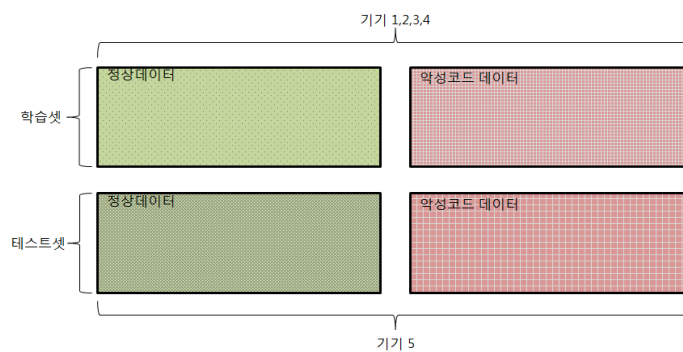 기기 1,2,3,4
정상데이터
악성코드 데이터
학습셋
정상데이터
악성코드 데이터
테스트셋
기기 5